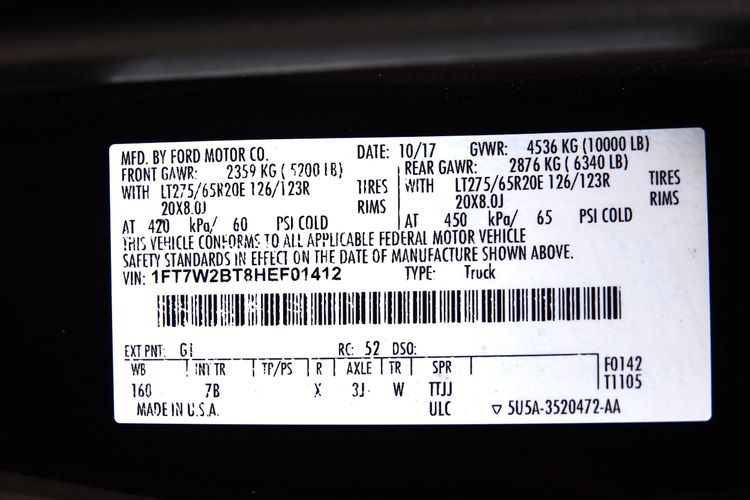 MFD. BY FORD MOTOR CO. DATE: 10/17 GVWR: 4536 KG (10000 LB)
FRONT GAWR: 2359 KG ( 5200 LB) REAR GAWR: 2876 KG ( 6340 LB)
WITH LT275/65R20E 126/123R TIRES WITH LT275/65R20E 126/123R TIRES
20X8.0J RIMS 20X8.0J RIMS
AT 420 kPa/ 60 PSI COLD AT 450 kPa/ 65 PSI COLD
THIS VEHICLE CONFORMS TO ALL APPLICABLE FEDERAL MOTOR VEHICLE
SAFETY STANDARDS IN EFFECT ON THE DATE OF MANUFACTURE SHOWN ABOVE.
VIN: 1FT7W2BT8HEF01412 TYPE: Truck
EXT PNT: G1 RC: 52 DSO:
WB INT TR TP/PS R AXLE TR SPR F0142
160 7B X 3J W TTJJ T1105
MADE IN U.S.A. ULC ▽ 5U5A-3520472-AA